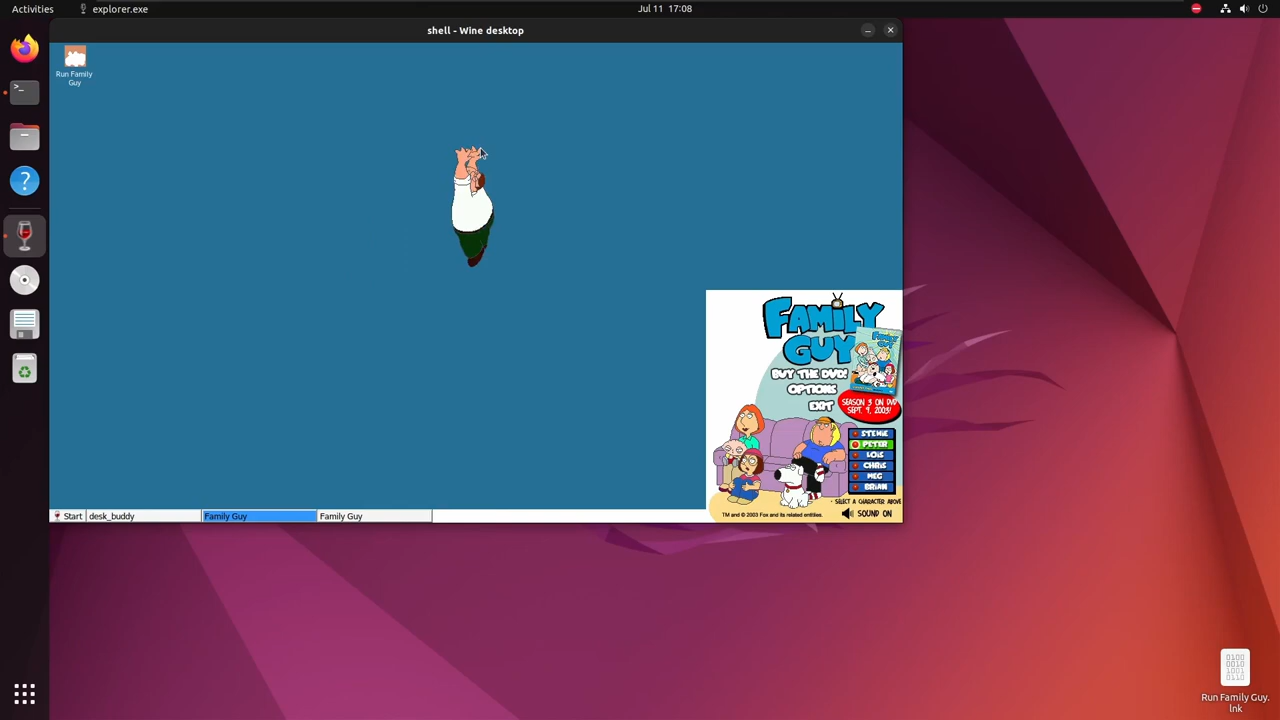 Activities
explorer.exe
Jul 11 17:08
shell - Wine desktop
Run Family
Guy
FAMILY
GUY
FAMILY
GUY
BUY THE DVD!
OPTIONS
EXIT
SEASON 3 ON DVD
SEPT. 9, 2003!
STEWIE
PETER
LOIS
CHRIS
MEG
BRIAN
- SELECT A CHARACTER ABOVE
TM and © 2003 Fox and its related entities.
SOUND ON
Start
desk_buddy
Family Guy
Family Guy
Run Family Guy.
lnk